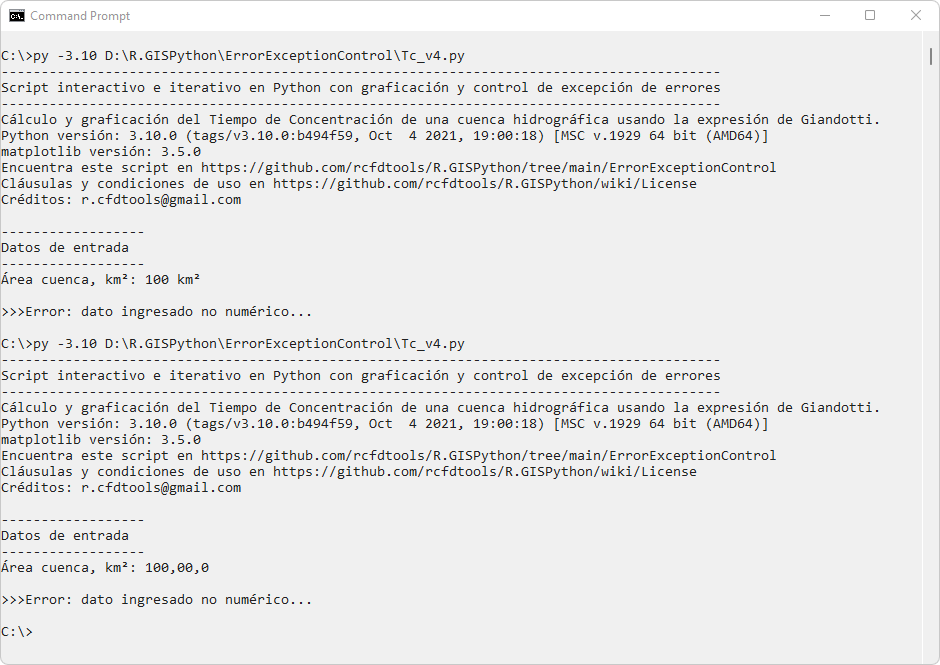 Command Prompt
C:\>py -3.10 D:\R.GISPython\ErrorExceptionControl\Tc_v4.py
------------------------------------------------------------------------------------------
Script interactivo e iterativo en Python con graficación y control de excepción de errores
------------------------------------------------------------------------------------------
Cálculo y graficación del Tiempo de Concentración de una cuenca hidrográfica usando la expresión de Giandotti.
Python versión: 3.10.0 (tags/v3.10.0:b494f59, Oct  4 2021, 19:00:18) [MSC v.1929 64 bit (AMD64)]
matplotlib versión: 3.5.0
Encuentra este script en https://github.com/rcfdtools/R.GISPython/tree/main/ErrorExceptionControl
Cláusulas y condiciones de uso en https://github.com/rcfdtools/R.GISPython/wiki/License
Créditos: r.cfdtools@gmail.com
------------------
Datos de entrada
------------------
Área cuenca, km²: 100 km²
>>>Error: dato ingresado no numérico...
C:\>py -3.10 D:\R.GISPython\ErrorExceptionControl\Tc_v4.py
------------------------------------------------------------------------------------------
Script interactivo e iterativo en Python con graficación y control de excepción de errores
------------------------------------------------------------------------------------------
Cálculo y graficación del Tiempo de Concentración de una cuenca hidrográfica usando la expresión de Giandotti.
Python versión: 3.10.0 (tags/v3.10.0:b494f59, Oct  4 2021, 19:00:18) [MSC v.1929 64 bit (AMD64)]
matplotlib versión: 3.5.0
Encuentra este script en https://github.com/rcfdtools/R.GISPython/tree/main/ErrorExceptionControl
Cláusulas y condiciones de uso en https://github.com/rcfdtools/R.GISPython/wiki/License
Créditos: r.cfdtools@gmail.com
------------------
Datos de entrada
------------------
Área cuenca, km²: 100,00,0
>>>Error: dato ingresado no numérico...
C:\>